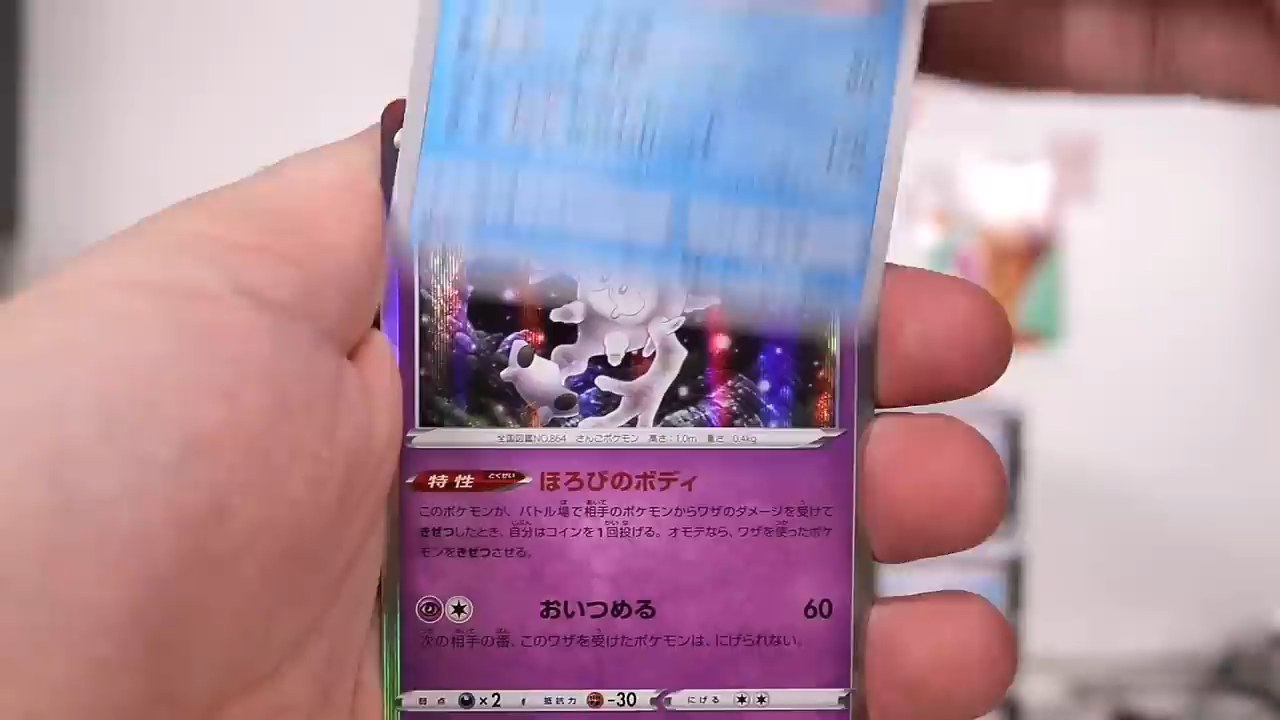 全国図鑑NO.864 さんごポケモン 高さ:1.0m 重さ:0.4kg
特性 とくせい ほろびのボディ
このポケモンが、バトル場で相手のポケモンからワザのダメージを受けて
きぜつしたとき、自分はコインを1回投げる。オモテなら、ワザを使ったポケ
モンをきぜつさせる。
おいつめる 60
次の相手の番、このワザを受けたポケモンは、にげられない。
弱点 ×2 抵抗力 -30 にげる